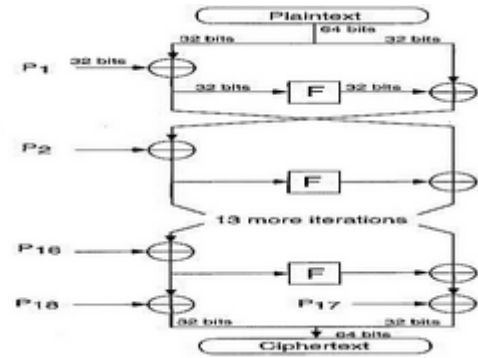 Plaintext
64 bits
32 bits 32 bits
P1 32 bits
32 bits F 32 bits
P2
F
13 more iterations
P16
F
P18 P17
32 bits 32 bits
64 bits
Ciphertext